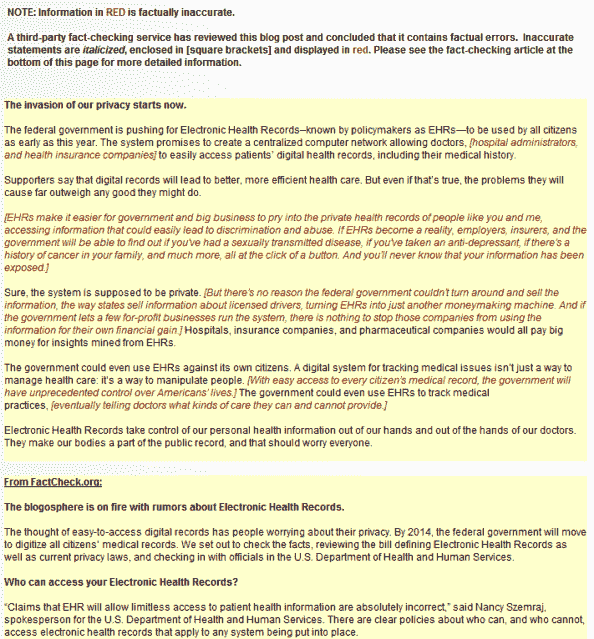 NOTE: Information in RED is factually inaccurate.
A third-party fact-checking service has reviewed this blog post and concluded that it contains factual errors.  Inaccurate
statements are italicized, enclosed in [square brackets] and displayed in red. Please see the fact-checking article at the
bottom of this page for more detailed information.
The invasion of our privacy starts now.
The federal government is pushing for Electronic Health Records–known by policymakers as EHRs—to be used by all citizens
as early as this year. The system promises to create a centralized computer network allowing doctors, [hospital administrators,
and health insurance companies] to easily access patients' digital health records, including their medical history.
Supporters say that digital records will lead to better, more efficient health care. But even if that's true, the problems they will
cause far outweigh any good they might do.
[EHRs make it easier for government and big business to pry into the private health records of people like you and me,
accessing information that could easily lead to discrimination and abuse. If EHRs become a reality, employers, insurers, and the
government will be able to find out if you've had a sexually transmitted disease, if you've taken an anti-depressant, if there's a
history of cancer in your family, and much more, all at the click of a button. And you'll never know that your information has been
exposed.]
Sure, the system is supposed to be private. [But there's no reason the federal government couldn't turn around and sell the
information, the way states sell information about licensed drivers, turning EHRs into just another moneymaking machine. And if
the government lets a few for-profit businesses run the system, there is nothing to stop those companies from using the
information for their own financial gain.] Hospitals, insurance companies, and pharmaceutical companies would all pay big
money for insights mined from EHRs.
The government could even use EHRs against its own citizens. A digital system for tracking medical issues isn't just a way to
manage health care: it's a way to manipulate people. [With easy access to every citizen's medical record, the government will
have unprecedented control over Americans' lives.] The government could even use EHRs to track medical
practices, [eventually telling doctors what kinds of care they can and cannot provide.]
Electronic Health Records take control of our personal health information out of our hands and out of the hands of our doctors.
They make our bodies a part of the public record, and that should worry everyone.
From FactCheck.org:
The blogosphere is on fire with rumors about Electronic Health Records.
The thought of easy-to-access digital records has people worrying about their privacy. By 2014, the federal government will move
to digitize all citizens' medical records. We set out to check the facts, reviewing the bill defining Electronic Health Records as
well as current privacy laws, and checking in with officials in the U.S. Department of Health and Human Services.
Who can access your Electronic Health Records?
"Claims that EHR will allow limitless access to patient health information are absolutely incorrect," said Nancy Szemraj,
spokesperson for the U.S. Department of Health and Human Services. There are clear policies about who can, and who cannot,
access electronic health records that apply to any system being put into place.